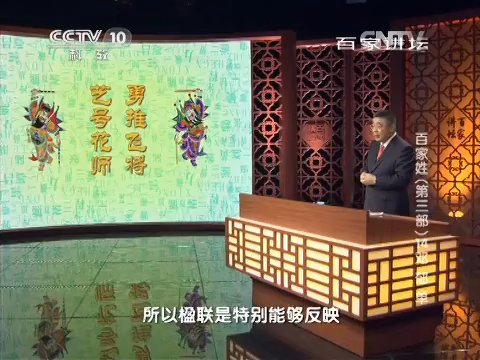 CCTV 10
科教
CNTV
百家讲坛
勇推飞将
艺号花师
百家姓（第三部）14
所以楹联是特别能够反映